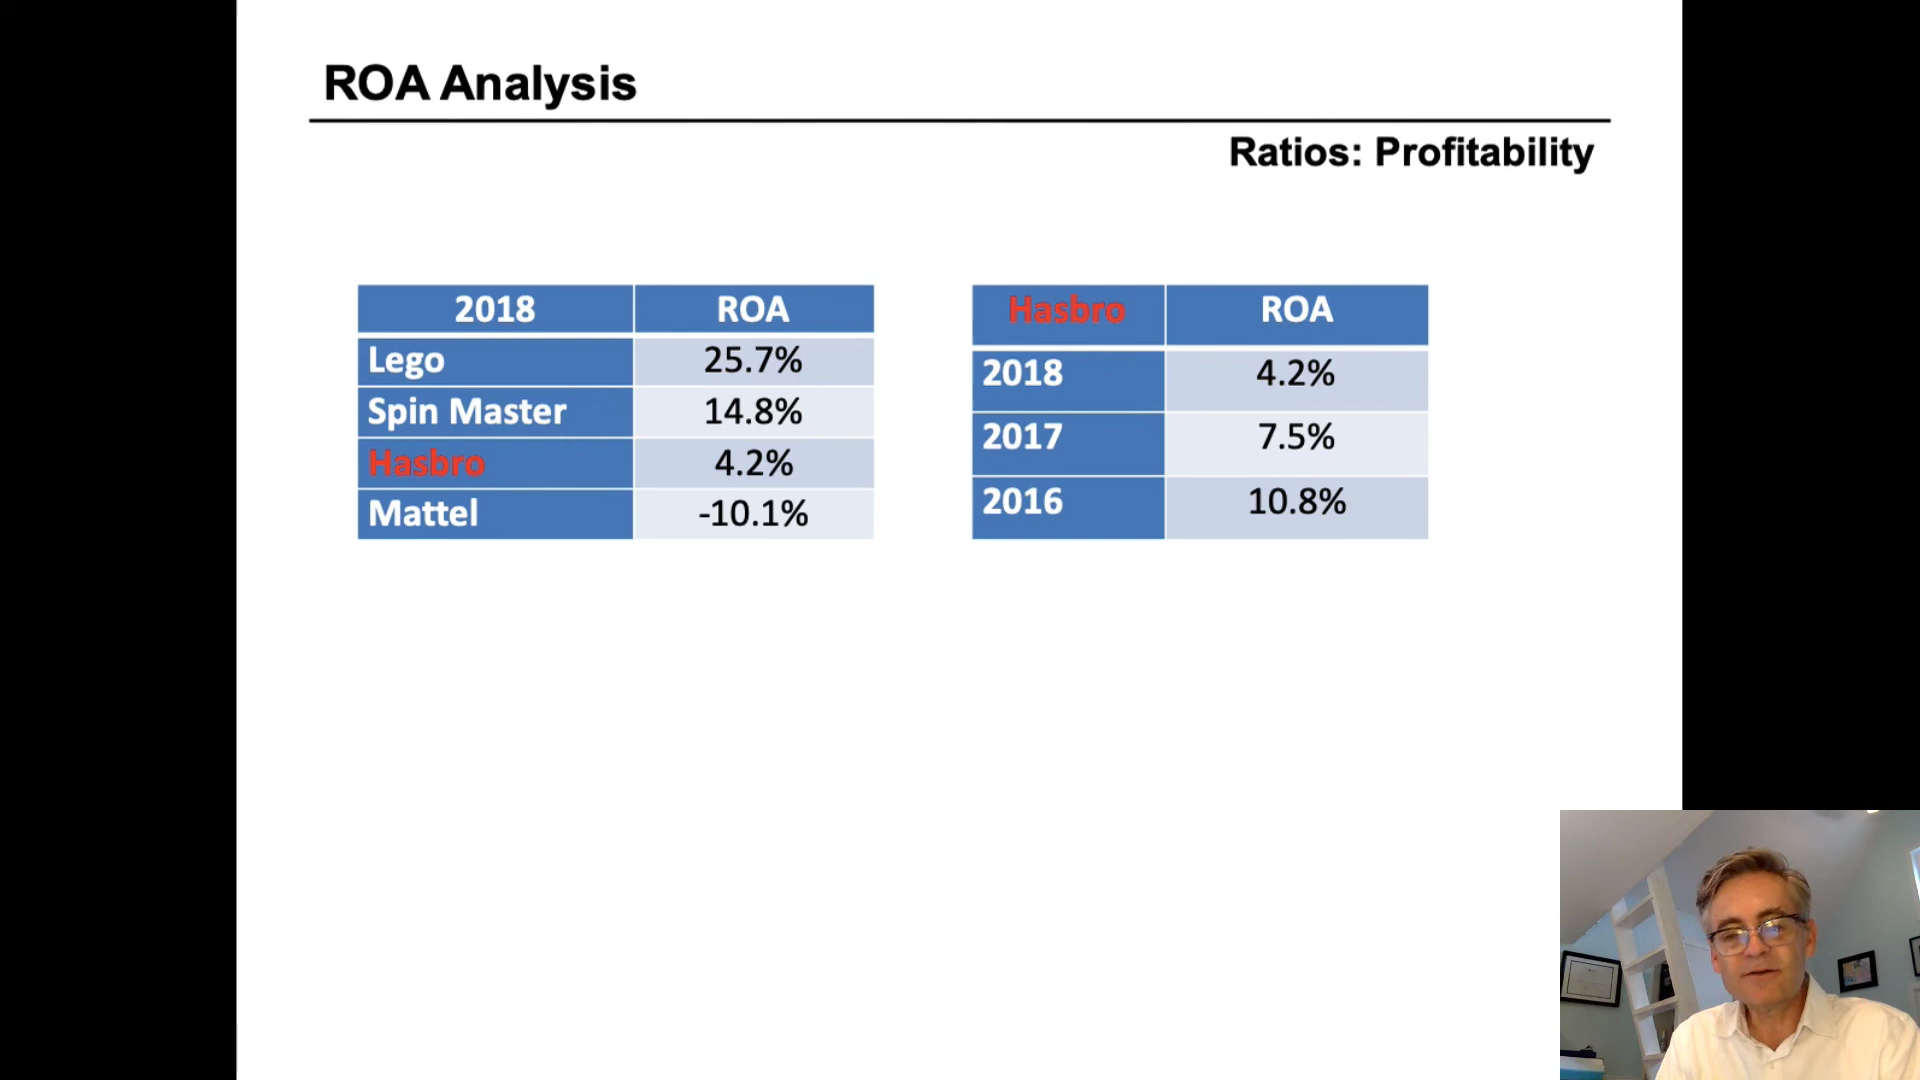 ROA Analysis
Ratios: Profitability
2018 ROA
Lego 25.7%
Spin Master 14.8%
Hasbro 4.2%
Mattel -10.1%
Hasbro ROA
2018 4.2%
2017 7.5%
2016 10.8%